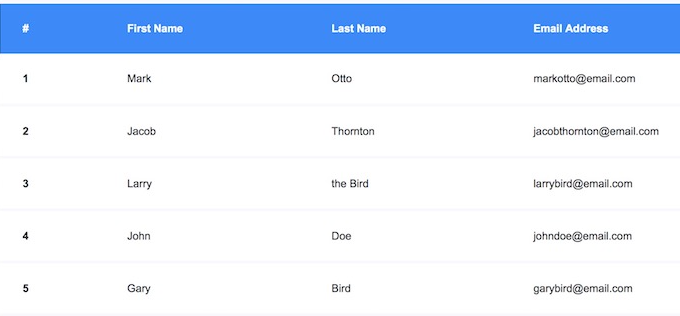 # First Name Last Name Email Address
1 Mark Otto markotto@email.com
2 Jacob Thornton jacobthornton@email.com
3 Larry the Bird larrybird@email.com
4 John Doe johndoe@email.com
5 Gary Bird garybird@email.com